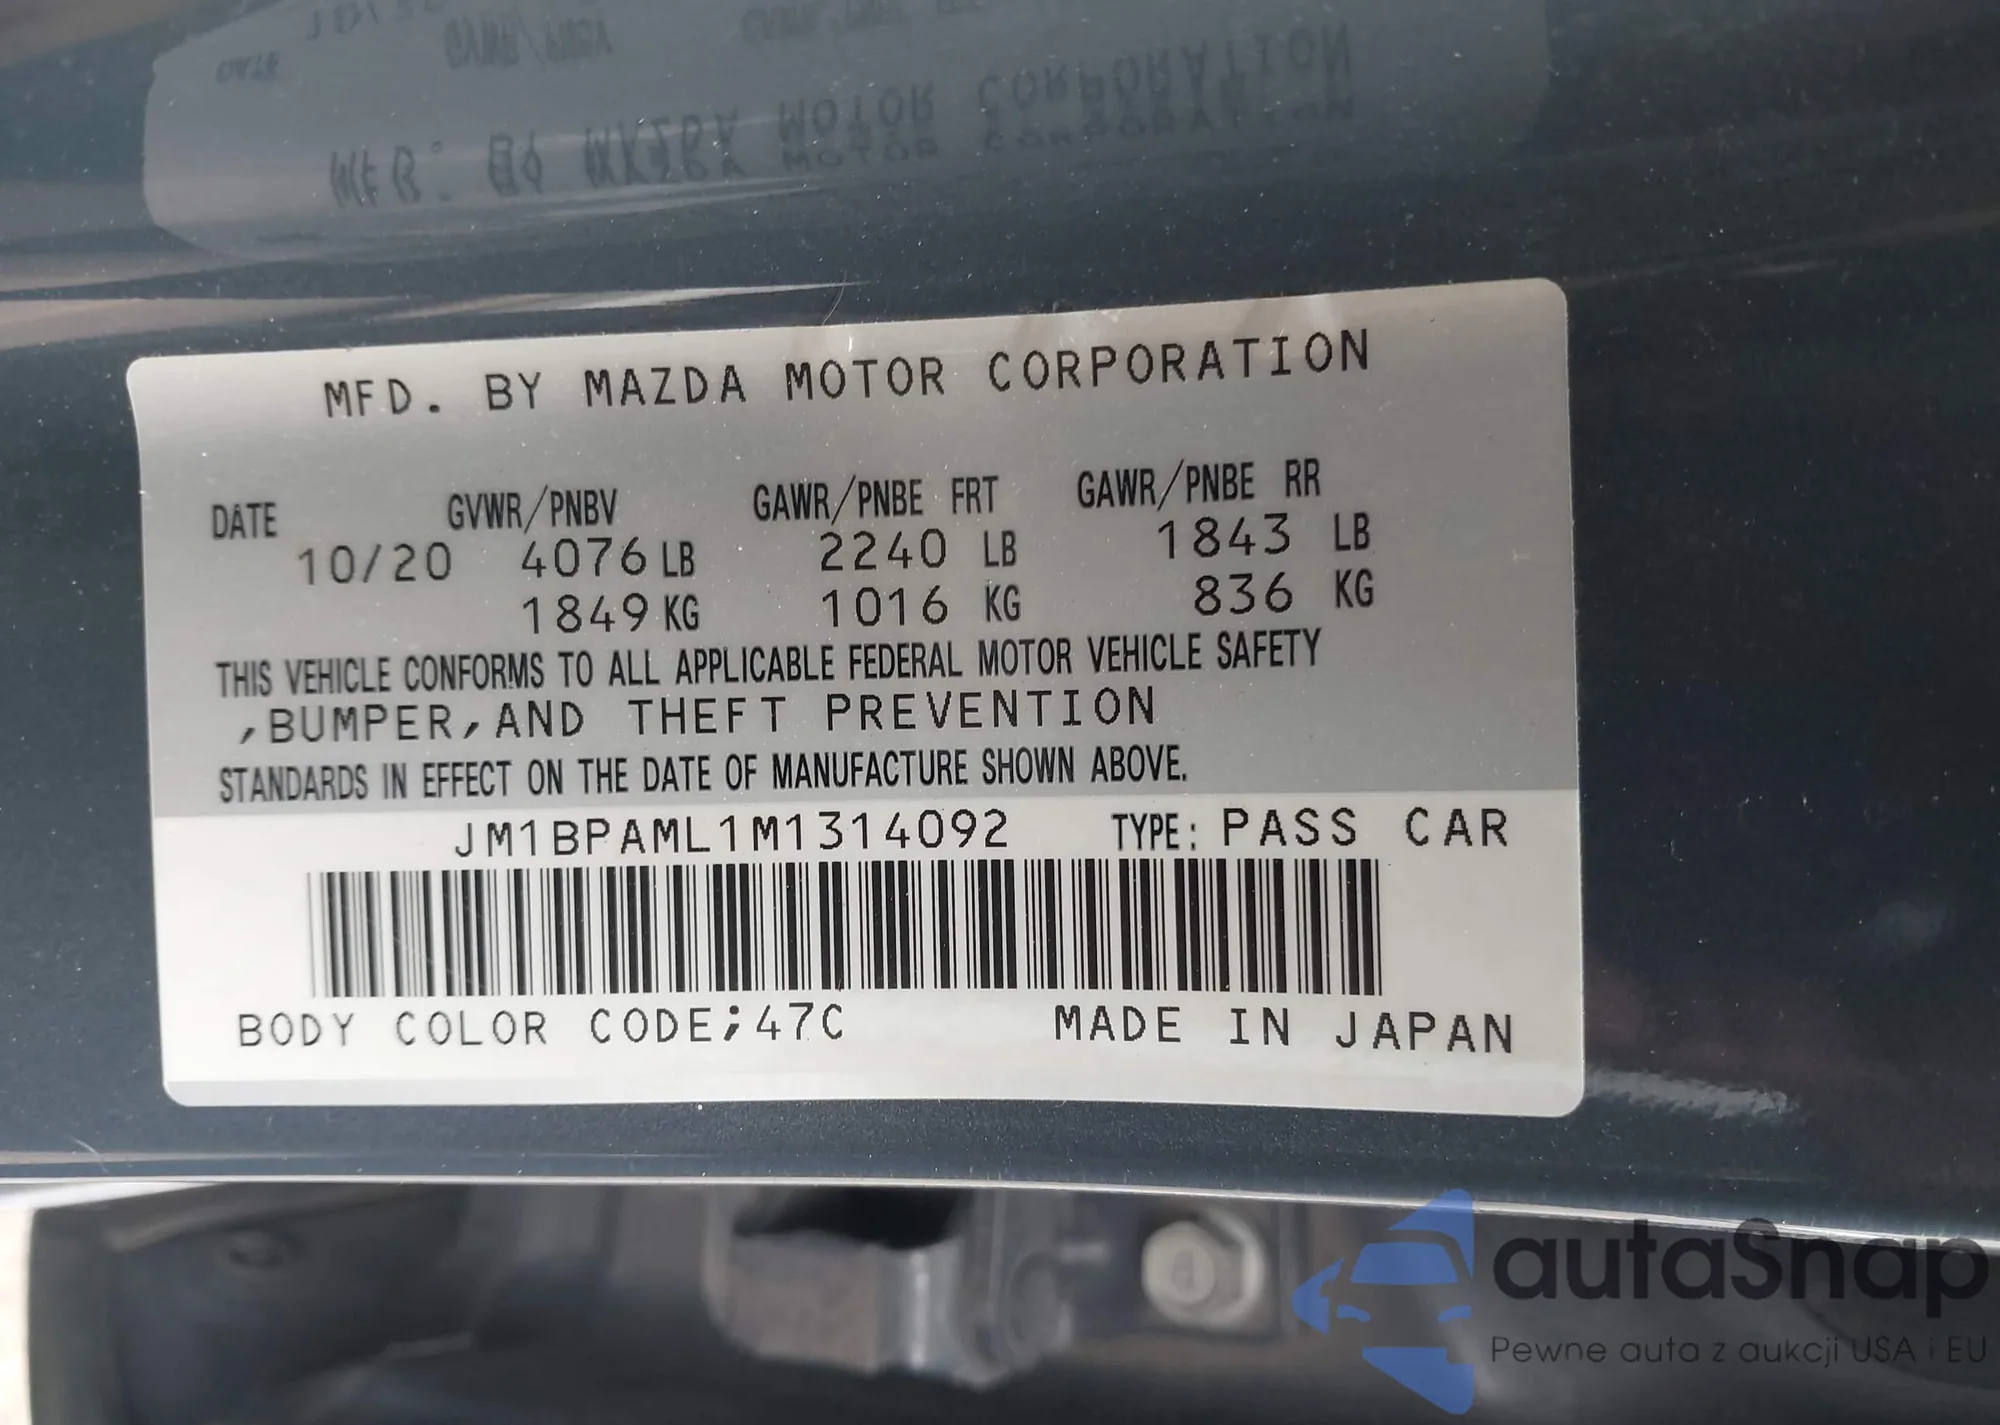 MFD. BY MAZDA MOTOR CORPORATION
DATE GVWR/PNBV GAWR/PNBE FRT GAWR/PNBE RR
10/20 4076 LB 2240 LB 1843 LB
1849 KG 1016 KG 836 KG
THIS VEHICLE CONFORMS TO ALL APPLICABLE FEDERAL MOTOR VEHICLE SAFETY
,BUMPER,AND THEFT PREVENTION
STANDARDS IN EFFECT ON THE DATE OF MANUFACTURE SHOWN ABOVE.
JM1BPAML1M1314092 TYPE: PASS CAR
BODY COLOR CODE;47C MADE IN JAPAN
autaSnap
Pewne auta z aukcji USA i EU